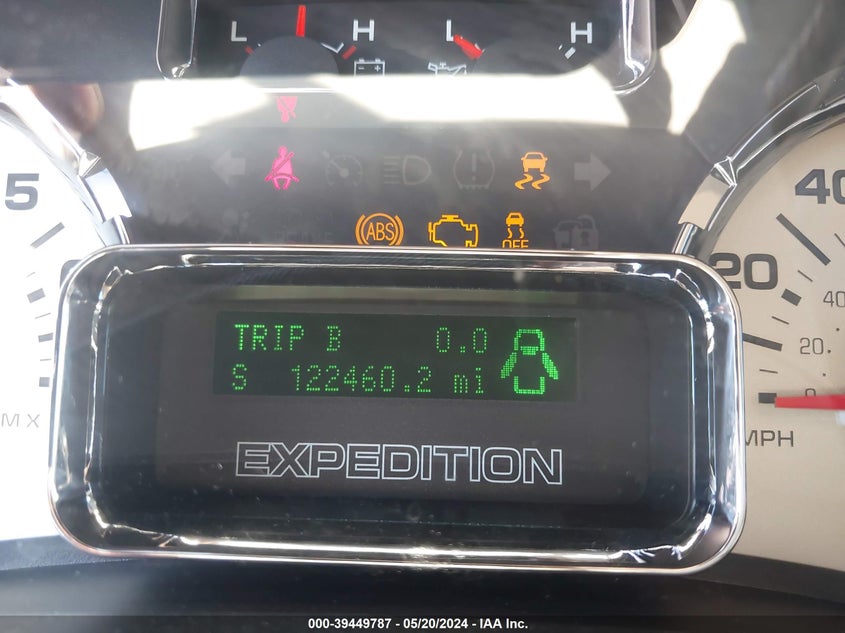 L H L H
5
ABS
OFF
40
20
40
20
0
TRIP B 0.0
S 122460.2 mi
MPH
EXPEDITION
000-39449787 - 05/20/2024 - IAA Inc.